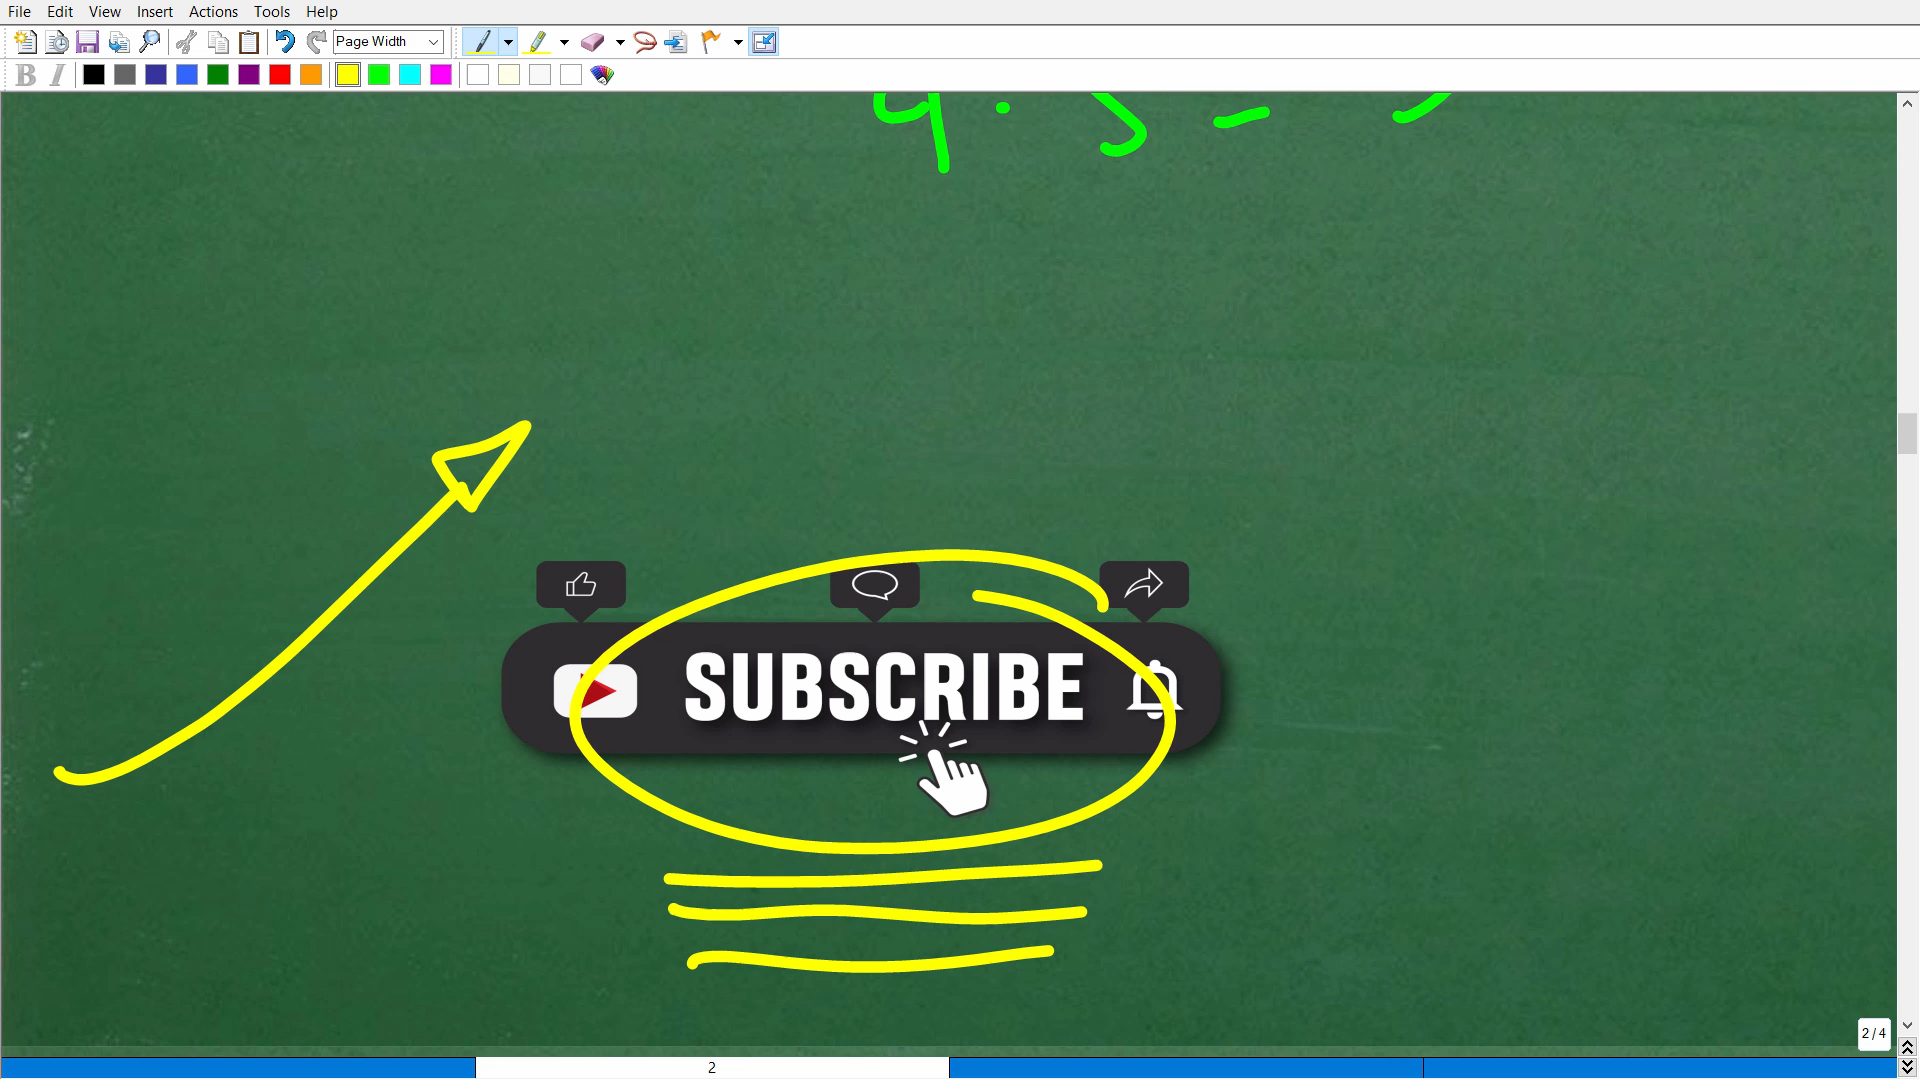 File Edit View Insert Actions Tools Help
Page Width
B I
SUBSCRIBE
2 / 4
2